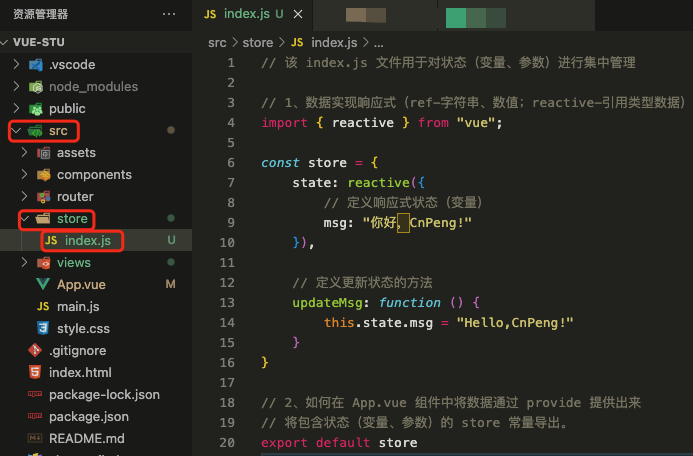 资源管理器 ···
VUE-STU
.vscode
node_modules
public
src
assets
components
router
store
index.js U
views
App.vue M
main.js
style.css
.gitignore
index.html
package-lock.json
package.json
README.md
JS index.js U ×
src > store > JS index.js > ...
1 // 该 index.js 文件用于对状态（变量、参数）进行集中管理
2
3 // 1、数据实现响应式（ref-字符串、数值；reactive-引用类型数据）
4 import { reactive } from "vue";
5
6 const store = {
7 state: reactive({
8 // 定义响应式状态（变量）
9 msg: "你好，CnPeng!"
10 }),
11
12 // 定义更新状态的方法
13 updateMsg: function () {
14 this.state.msg = "Hello,CnPeng!"
15 }
16 }
17
18 // 2、如何在 App.vue 组件中将数据通过 provide 提供出来
19 // 将包含状态（变量、参数）的 store 常量导出。
20 export default store